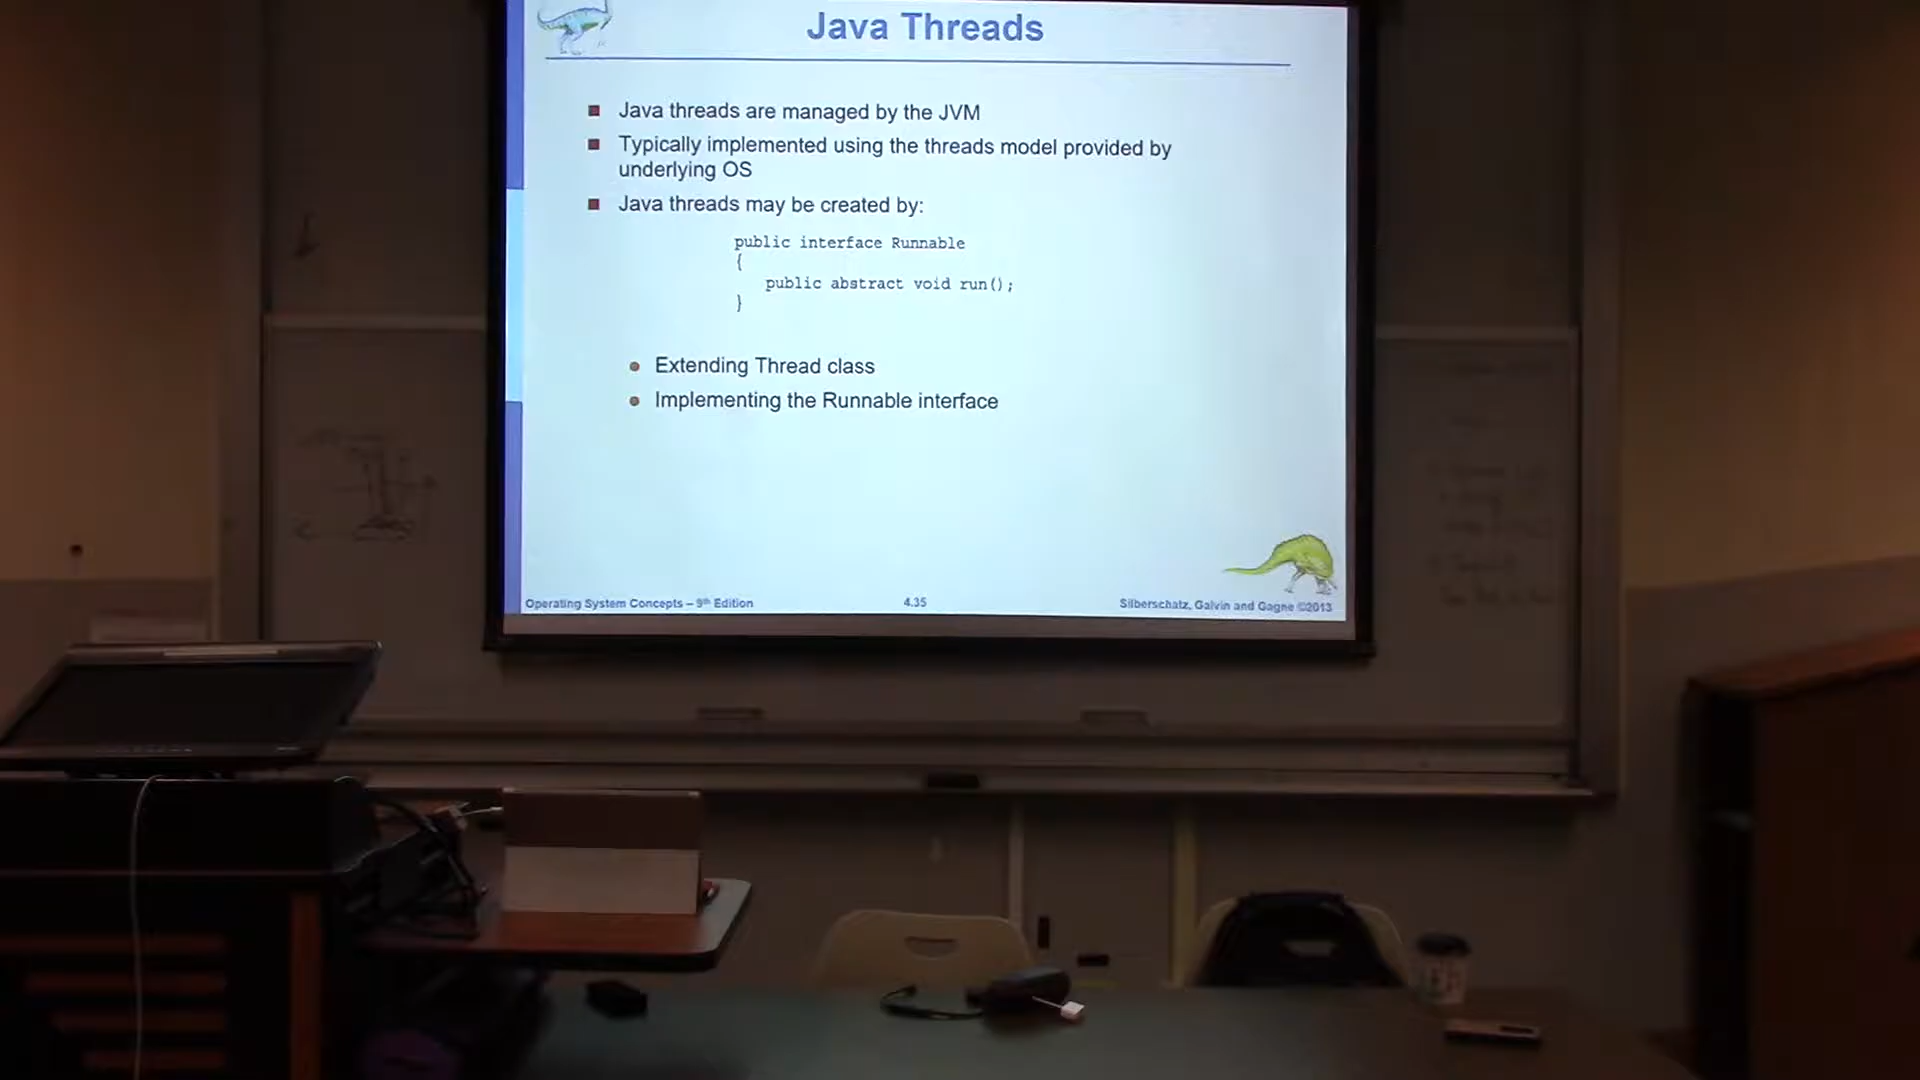 Java Threads
Java threads are managed by the JVM
Typically implemented using the threads model provided by
underlying OS
Java threads may be created by:
public interface Runnable
{
public abstract void run();
}
Extending Thread class
Implementing the Runnable interface
Operating System Concepts – 9th Edition
4.35
Silberschatz, Galvin and Gagne ©2013